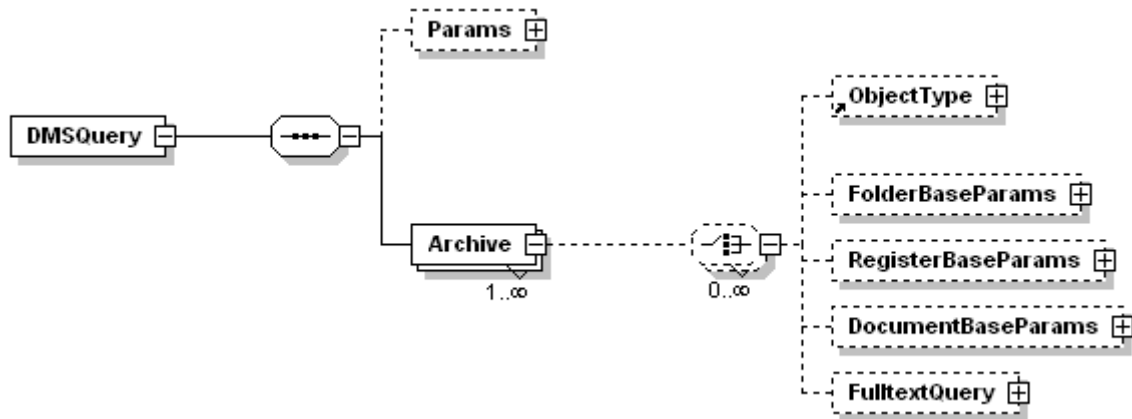 Params
ObjectType
DMSQuery
FolderBaseParams
Archive
1..∞
0..∞
RegisterBaseParams
DocumentBaseParams
FulltextQuery